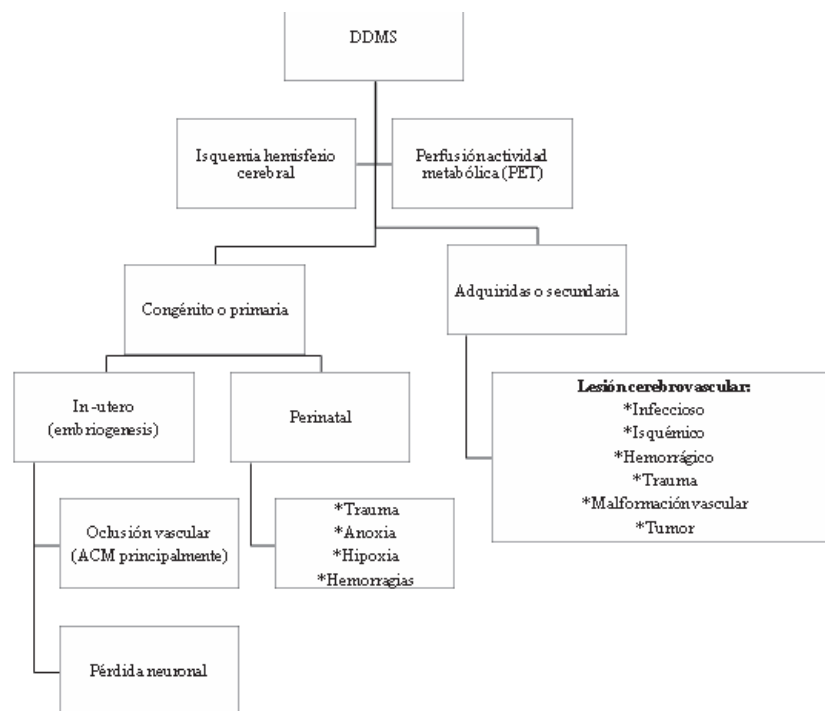 DDMS
Isquemia hemisferio
cerebral
Perfusión actividad
metabólica (PET)
Congénito o primaria
Adquiridas o secundaria
In-utero
(embriogenesis)
Perinatal
Lesión cerebrovascular:
*Infeccioso
*Isquémico
*Hemorrágico
*Trauma
*Malformación vascular
*Tumor
Oclusión vascular
(ACM principalmente)
*Trauma
*Anoxia
*Hipoxia
*Hemorragias
Pérdida neuronal